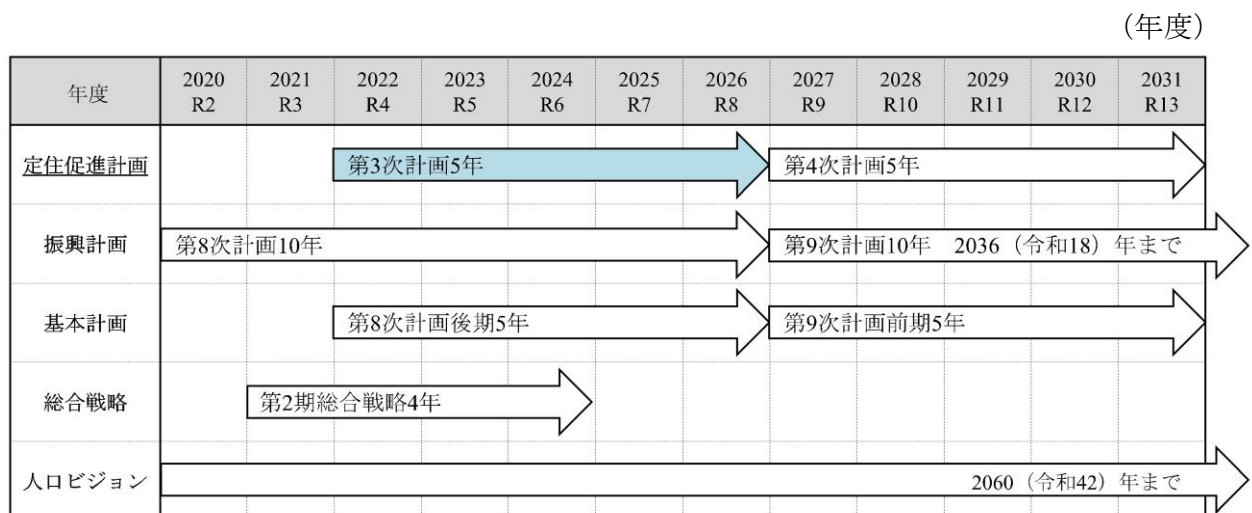 （年度）
年度 2020 R2 2021 R3 2022 R4 2023 R5 2024 R6 2025 R7 2026 R8 2027 R9 2028 R10 2029 R11 2030 R12 2031 R13
定住促進計画 第3次計画5年 第4次計画5年
振興計画 第8次計画10年 第9次計画10年 2036（令和18）年まで
基本計画 第8次計画後期5年 第9次計画前期5年
総合戦略 第2期総合戦略4年
人口ビジョン 2060（令和42）年まで